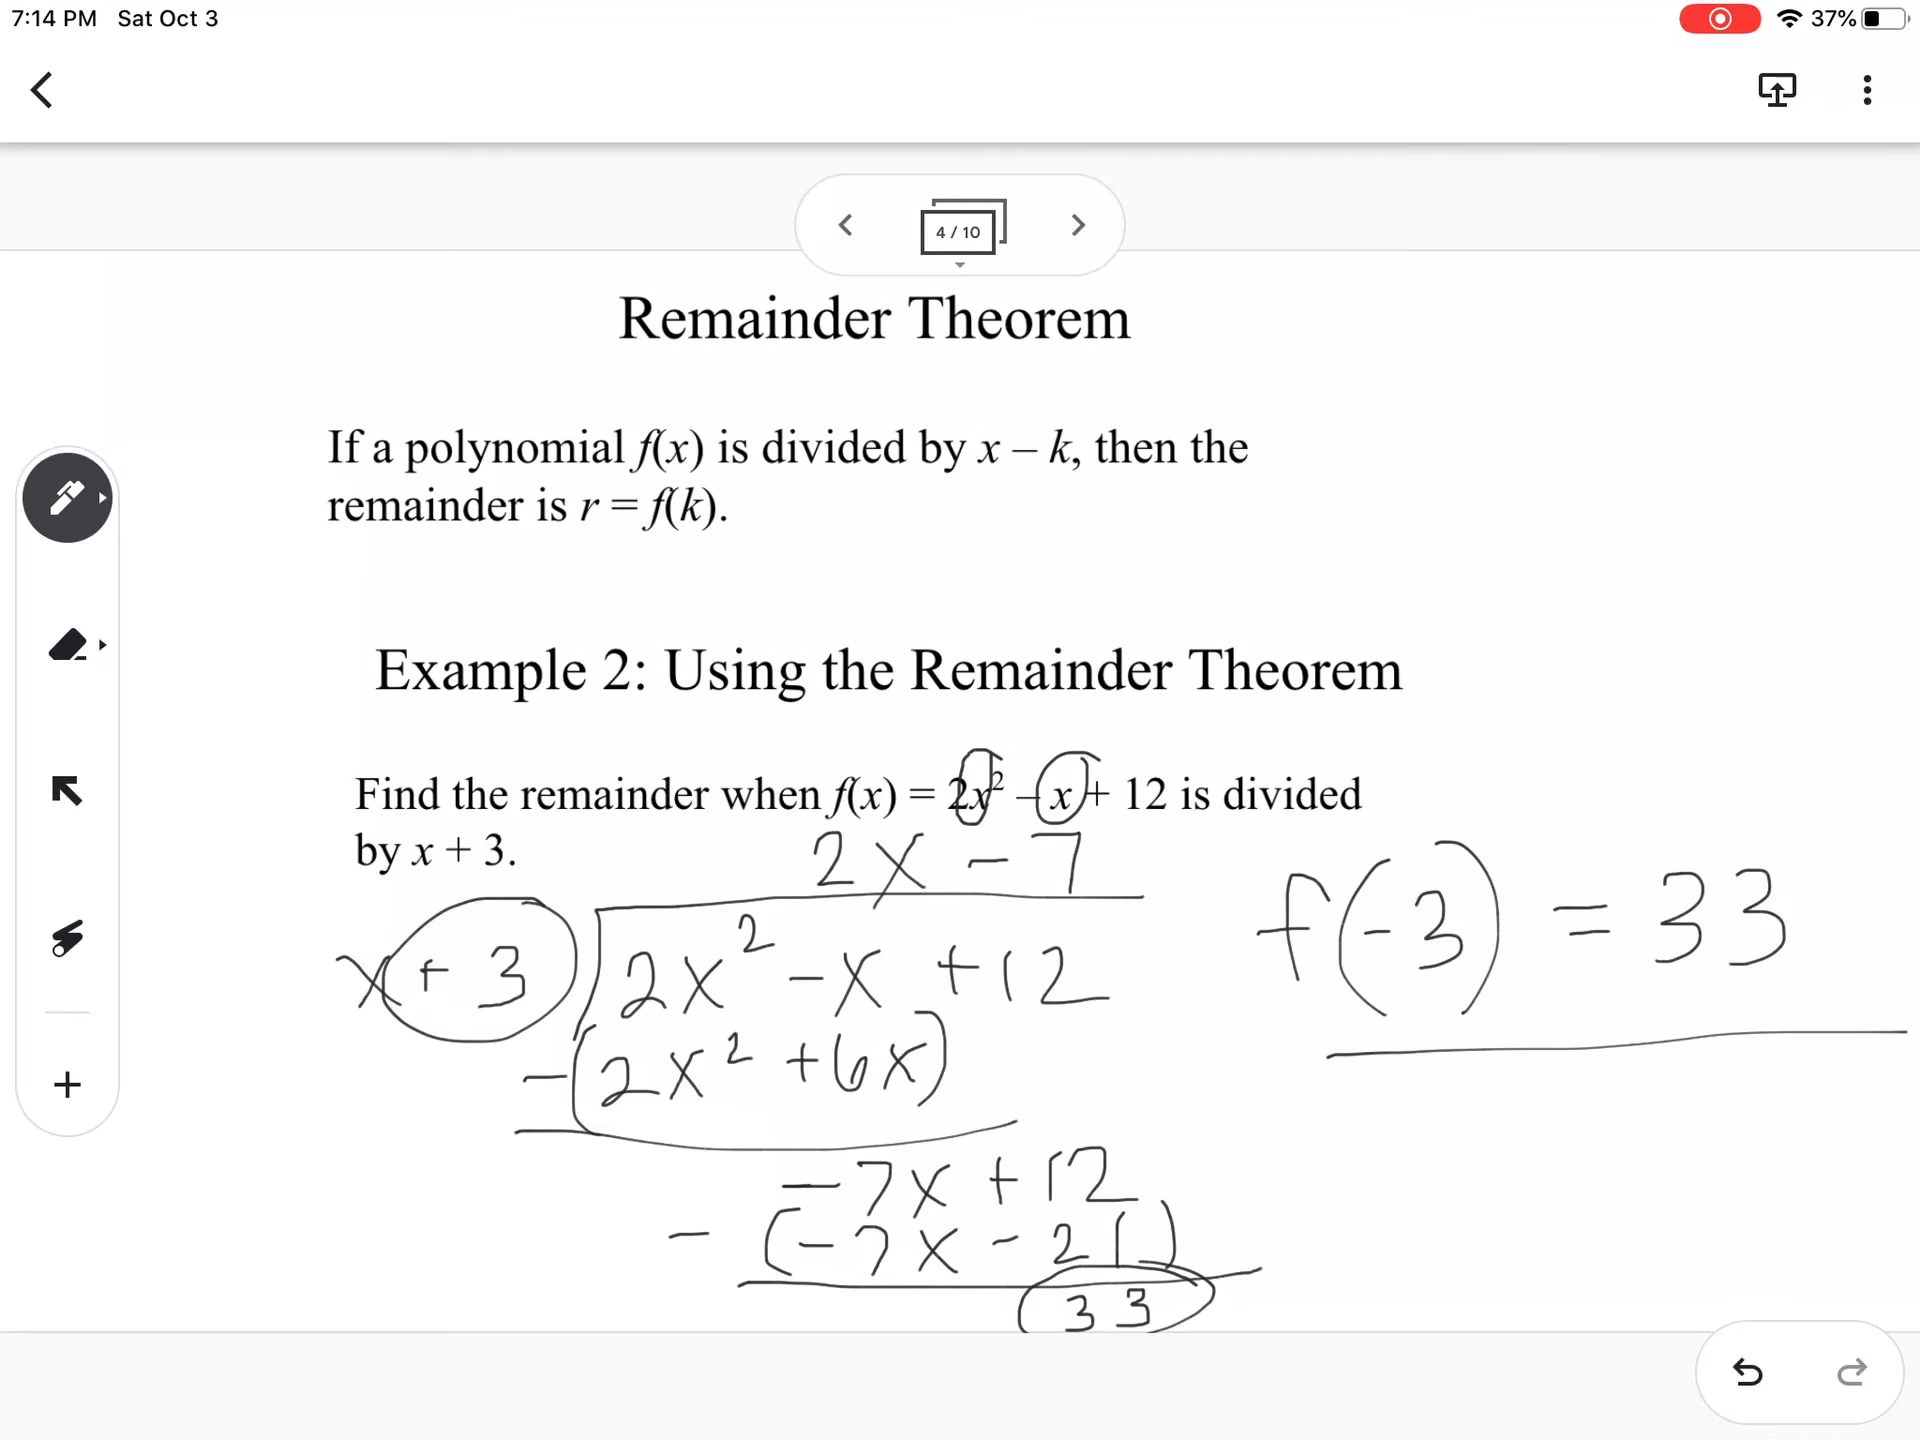 7:14 PM Sat Oct 3
37%
4 / 10
Remainder Theorem
If a polynomial f(x) is divided by x – k, then the
remainder is r = f(k).
Example 2: Using the Remainder Theorem
Find the remainder when f(x) = 2x² – x + 12 is divided
by x + 3.
2x - 7
x + 3
2x² - x + 12
-(2x² + 6x)
-7x + 12
- (-7x - 21)
33
f(-3) = 33